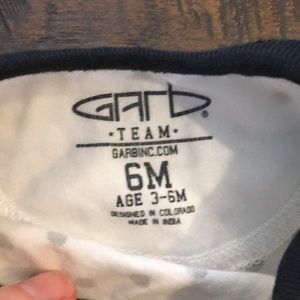 GARB®
• TEAM •
GARBINC.COM
6M
AGE 3-6M
DESIGNED IN COLORADO
MADE IN INDIA